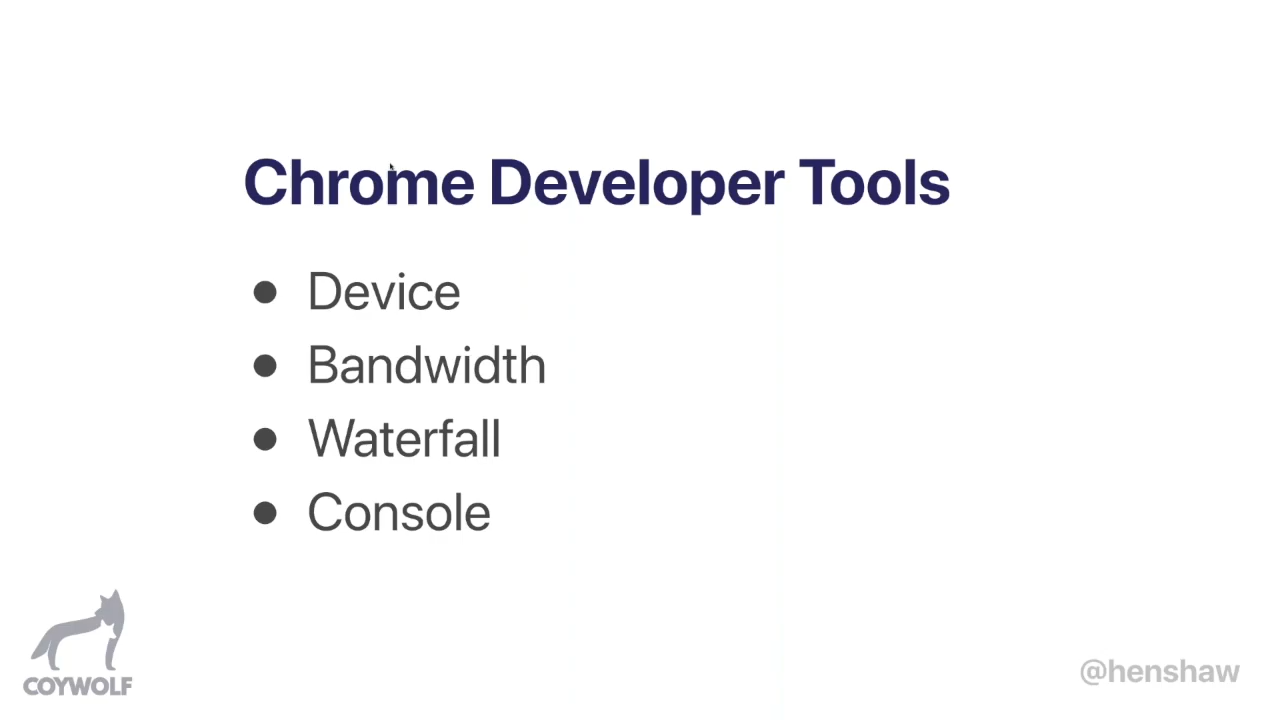 Chrome Developer Tools
● Device
● Bandwidth
● Waterfall
● Console
COYWOLF
@henshaw